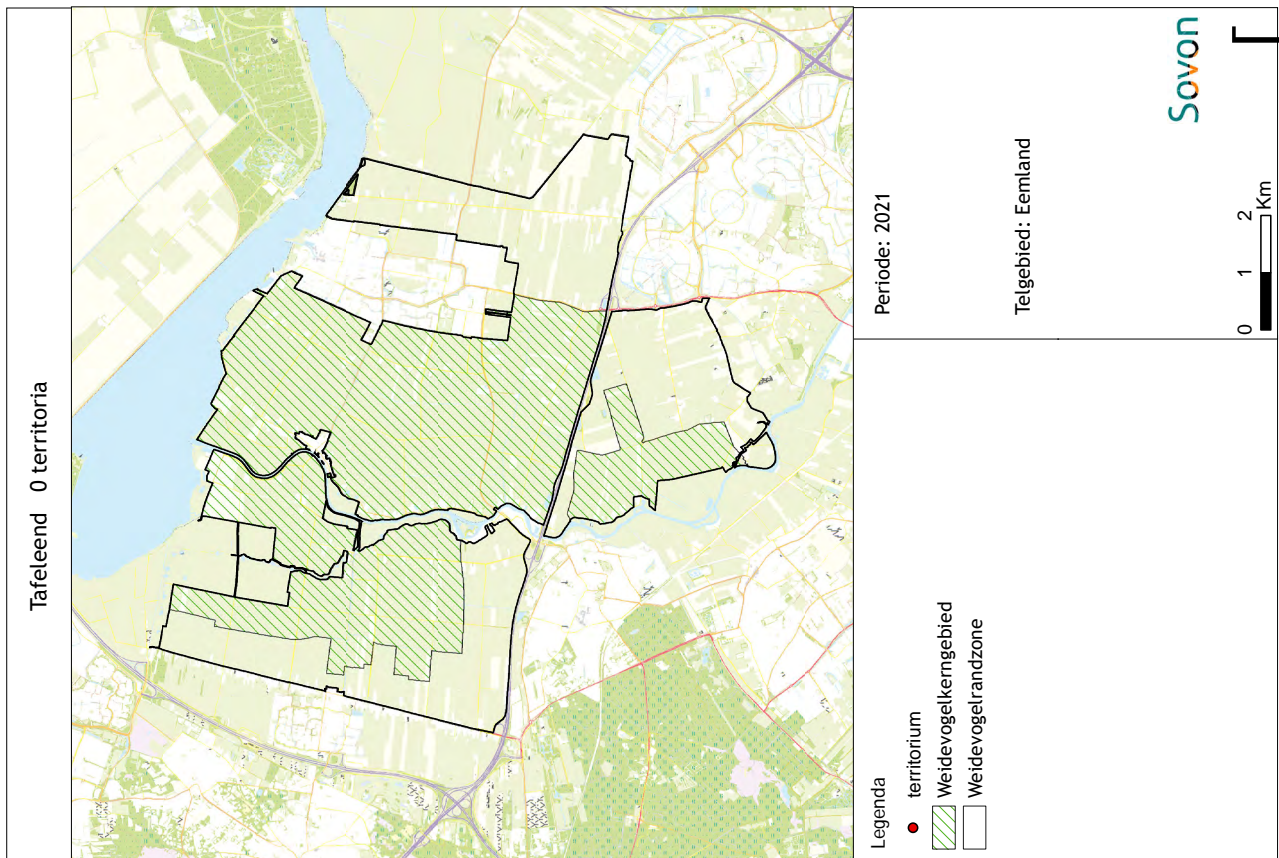 Tafeleend 0 territoria
Legenda
territorium
Weidevogelkerngebied
Weidevogelrandzone
Periode: 2021
Telgebied: Eemland
0 1 2
Km
Sovon